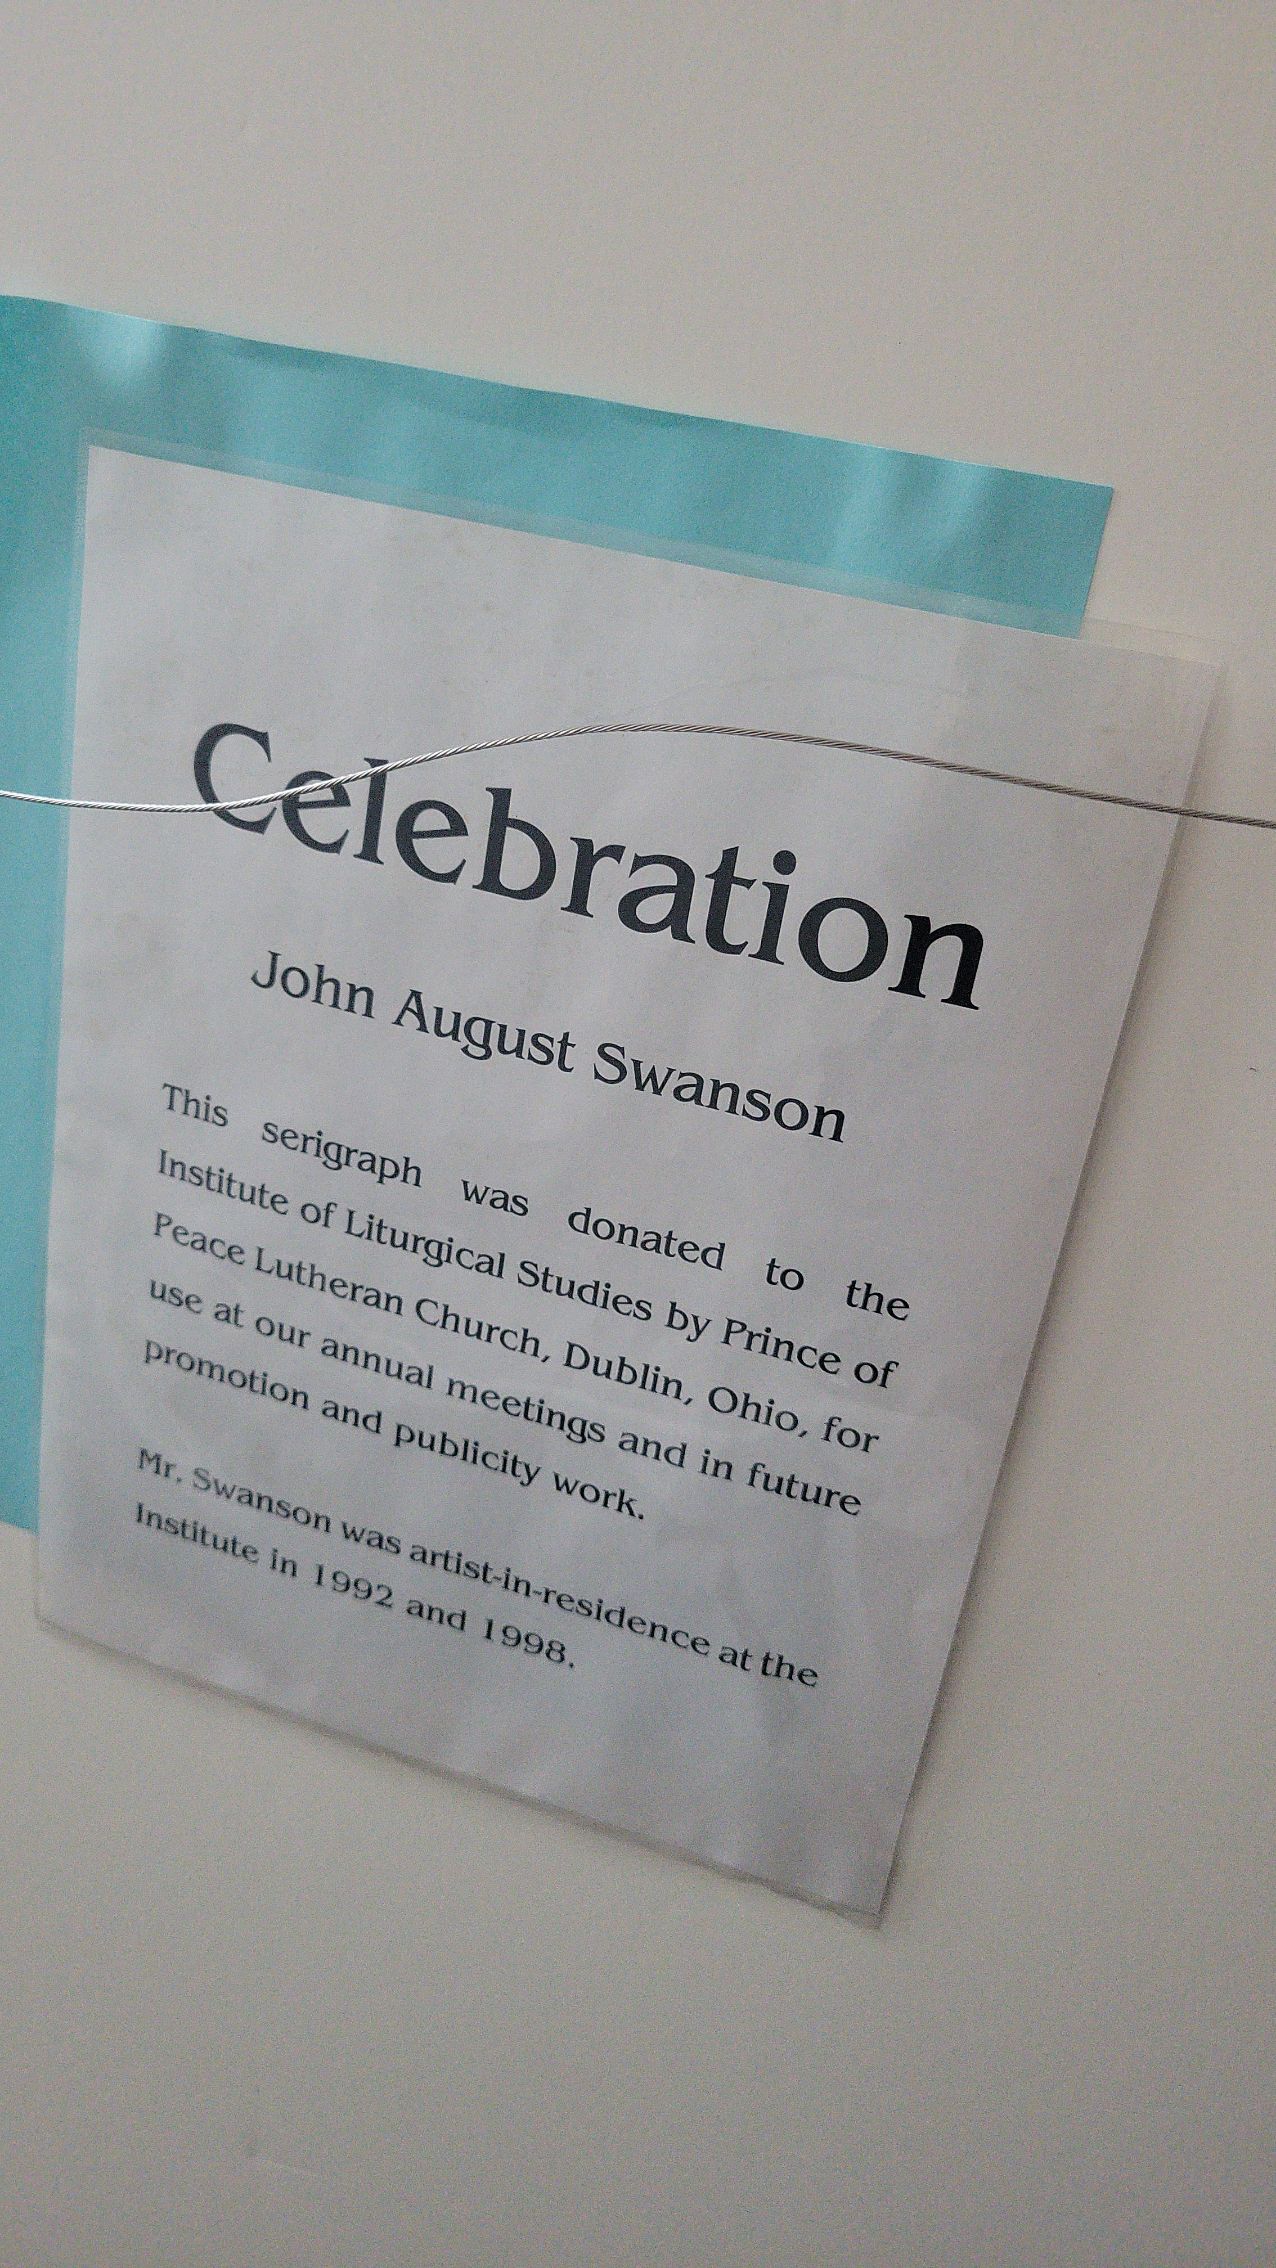 Celebration
John August Swanson
This serigraph was donated to the
Institute of Liturgical Studies by Prince of
Peace Lutheran Church, Dublin, Ohio, for
use at our annual meetings and in future
promotion and publicity work.
Mr. Swanson was artist-in-residence at the
Institute in 1992 and 1998.